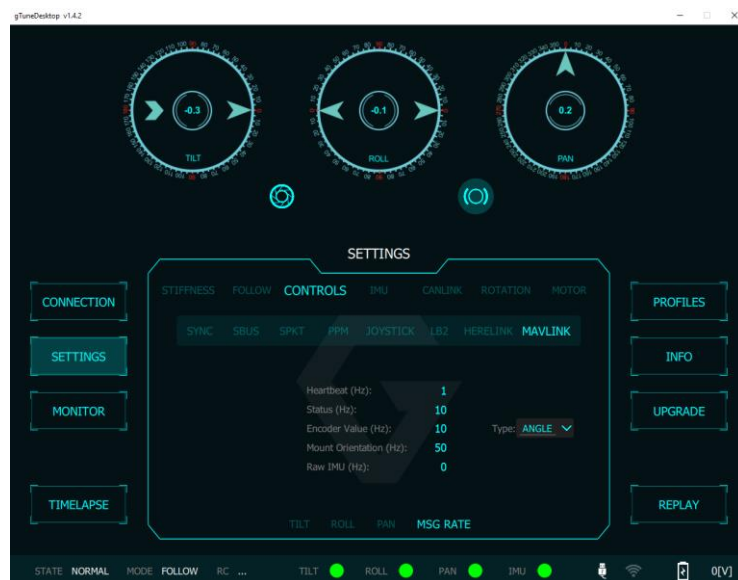 gTuneDesktop v1.4.2
-0.3
TILT
-0.1
ROLL
0.2
PAN
SETTINGS
STIFFNESS FOLLOW CONTROLS IMU CANLINK ROTATION MOTOR
SYNC SBUS SPKT PPM JOYSTICK LB2 HERELINK MAVLINK
CONNECTION
SETTINGS
MONITOR
TIMELAPSE
Heartbeat (Hz): 1
Status (Hz): 10
Encoder Value (Hz): 10 Type: ANGLE
Mount Orientation (Hz): 50
Raw IMU (Hz): 0
TILT ROLL PAN MSG RATE
PROFILES
INFO
UPGRADE
REPLAY
STATE NORMAL MODE FOLLOW RC ... TILT ROLL PAN IMU 0[V]